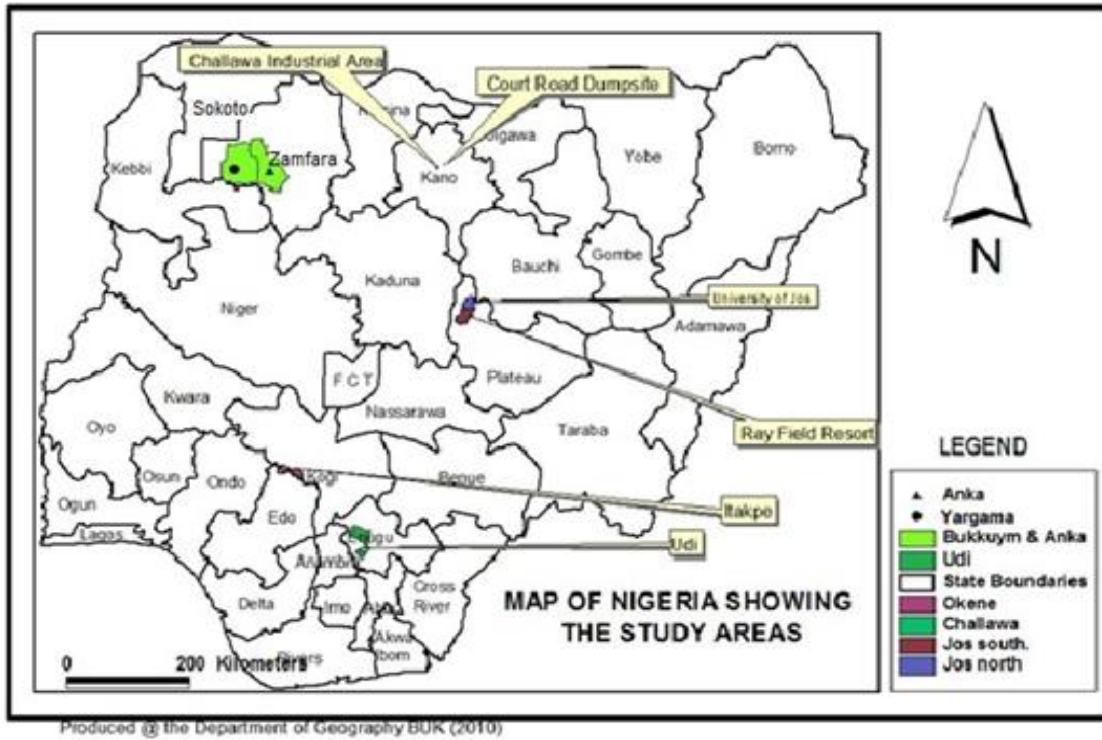 Challawa Industrial Area
Court Road Dumpsite
Sokoto
Yobe
Borno
Kebbi
Zamfara
Kano
Bauchi
Gombe
Kaduna
University of Jos
Niger
Adamawa
F C T
Plateau
Kwara
Nassarawa
Oyo
Taraba
Ray Field Resort
Osun
Ondo
Kogi
Benue
Ogun
Itakpe
Edo
Lagos
Udi
Delta
Imo
Cross
River
Akwa
Ibom
Rivers
MAP OF NIGERIA SHOWING
THE STUDY AREAS
0 200 Kilometers
N
LEGEND
Anka
Yargama
Bukkuym & Anka
Udi
State Boundaries
Okene
Challawa
Jos south.
Jos north
Produced @ the Department of Geography BUK (2010)